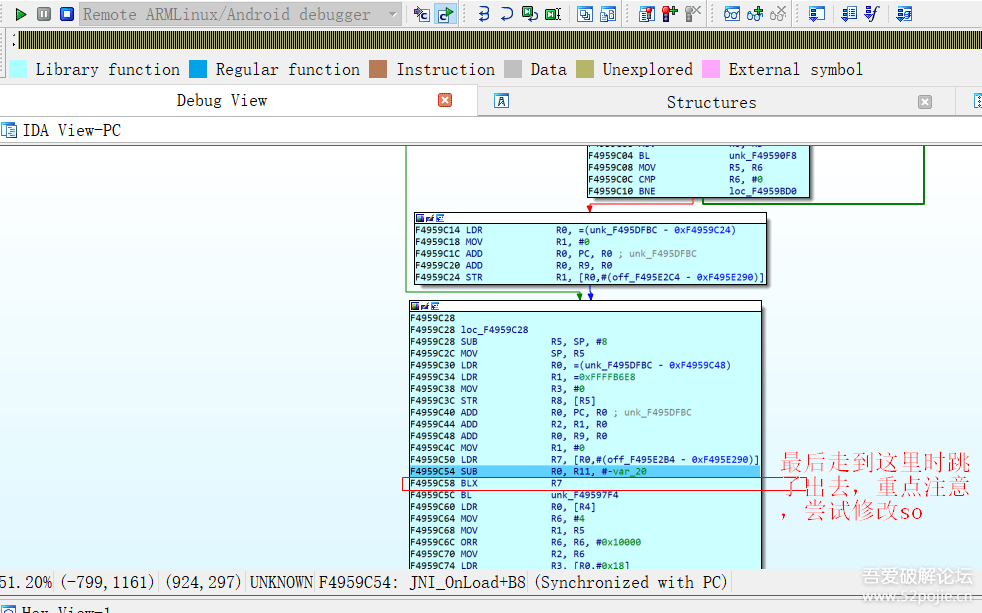 Remote ARMLinux/Android debugger
Library function Regular function Instruction Data Unexplored External symbol
Debug View
Structures
IDA View-PC
F4959C04 BL unk_F49590F8
F4959C08 MOV R5, R6
F4959C0C CMP R6, #0
F4959C10 BNE loc_F4959BD0
F4959C14 LDR R0, =(unk_F495DFBC - 0xF4959C24)
F4959C18 MOV R1, #0
F4959C1C ADD R0, PC, R0 ; unk_F495DFBC
F4959C20 ADD R0, R9, R0
F4959C24 STR R1, [R0,#(off_F495E2C4 - 0xF495E290)]
F4959C28
F4959C28 loc_F4959C28
F4959C28 SUB R5, SP, #8
F4959C2C MOV SP, R5
F4959C30 LDR R0, =(unk_F495DFBC - 0xF4959C48)
F4959C34 LDR R1, =0xFFFFB6E8
F4959C38 MOV R3, #0
F4959C3C STR R8, [R5]
F4959C40 ADD R0, PC, R0 ; unk_F495DFBC
F4959C44 ADD R2, R1, R0
F4959C48 ADD R0, R9, R0
F4959C4C MOV R1, #0
F4959C50 LDR R7, [R0,#(off_F495E2B4 - 0xF495E290)]
F4959C54 SUB R0, R11, #-var_20
F4959C58 BLX R7
F4959C5C BL unk_F49597F4
F4959C60 LDR R0, [R4]
F4959C64 MOV R6, #4
F4959C68 MOV R1, R5
F4959C6C ORR R6, R6, #0x10000
F4959C70 MOV R2, R6
F4959C74 LDR R3, [R0,#0x18]
最后走到这里时跳
了出去，重点注意
，尝试修改so
51.20% (-799,1161) (924,297) UNKNOWN F4959C54: JNI_OnLoad+B8 (Synchronized with PC)
吾爱破解论坛
www.52pojie.cn
Hex View-1